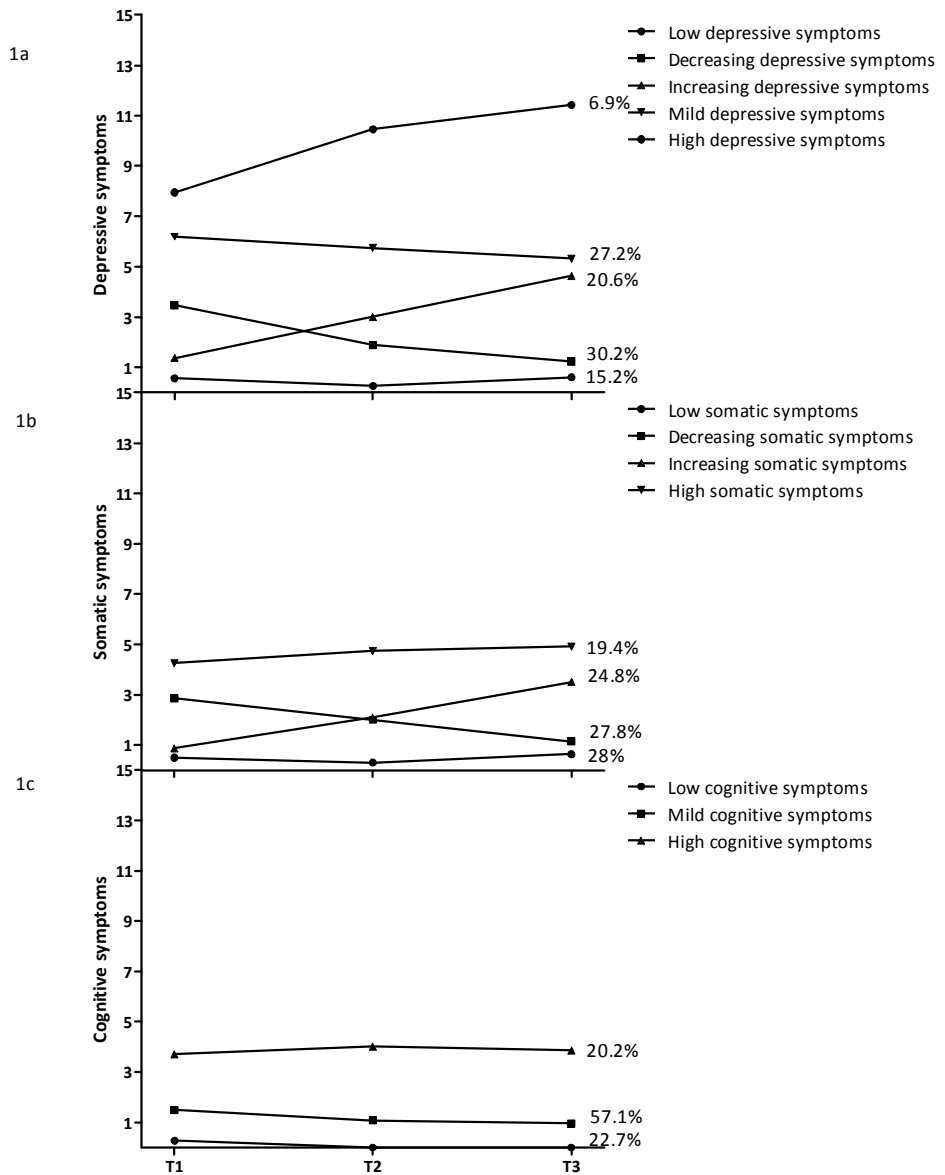 1a
Depressive symptoms
15
13
11
9
7
5
3
1
6.9%
27.2%
20.6%
30.2%
15.2%
Low depressive symptoms
Decreasing depressive symptoms
Increasing depressive symptoms
Mild depressive symptoms
High depressive symptoms
1b
Somatic symptoms
15
13
11
9
7
5
3
1
19.4%
24.8%
27.8%
28%
Low somatic symptoms
Decreasing somatic symptoms
Increasing somatic symptoms
High somatic symptoms
1c
Cognitive symptoms
15
13
11
9
7
5
3
1
20.2%
57.1%
22.7%
Low cognitive symptoms
Mild cognitive symptoms
High cognitive symptoms
T1 T2 T3